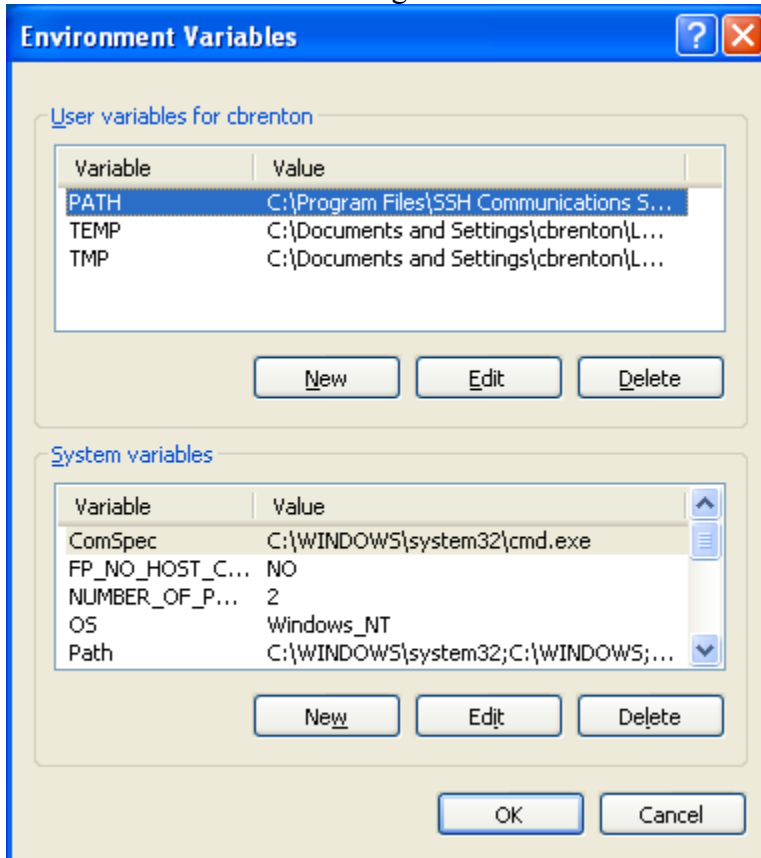 Environment Variables
User variables for cbrenton
Variable Value
PATH C:\Program Files\SSH Communications S...
TEMP C:\Documents and Settings\cbrenton\L...
TMP C:\Documents and Settings\cbrenton\L...
New Edit Delete
System variables
Variable Value
ComSpec C:\WINDOWS\system32\cmd.exe
FP_NO_HOST_C... NO
NUMBER_OF_P... 2
OS Windows_NT
Path C:\WINDOWS\system32;C:\WINDOWS;...
New Edit Delete
OK Cancel